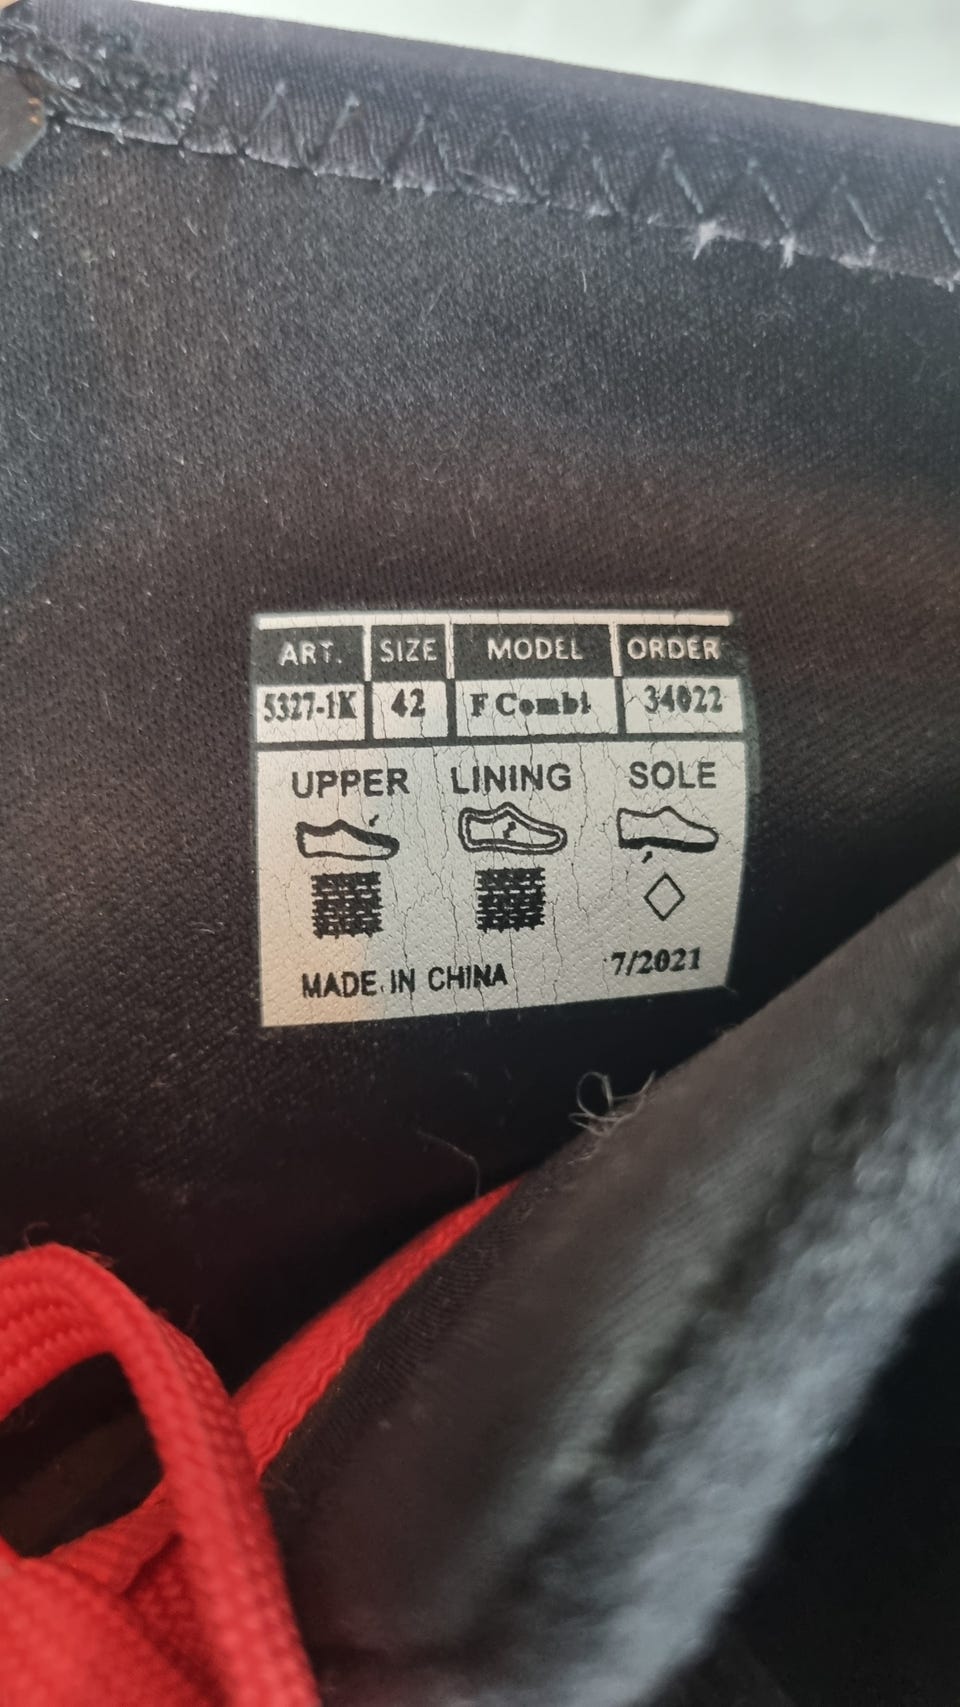 ART. SIZE MODEL ORDER
5327-1K 42 F Combi 34022
UPPER LINING SOLE
MADE IN CHINA 7/2021